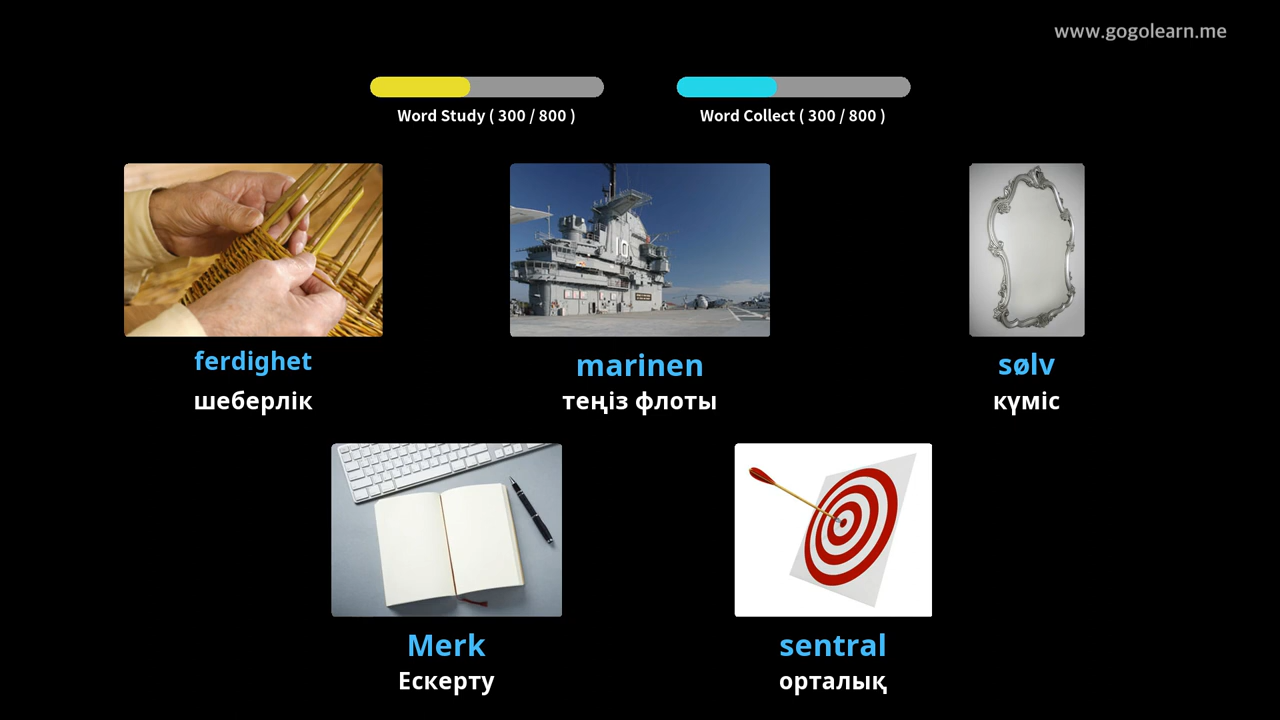 www.gogolearn.me
Word Study ( 300 / 800 )
Word Collect ( 300 / 800 )
10
ferdighet
marinen
sølv
шеберлік
теңіз флоты
күміс
Merk
sentral
Ескерту
орталық